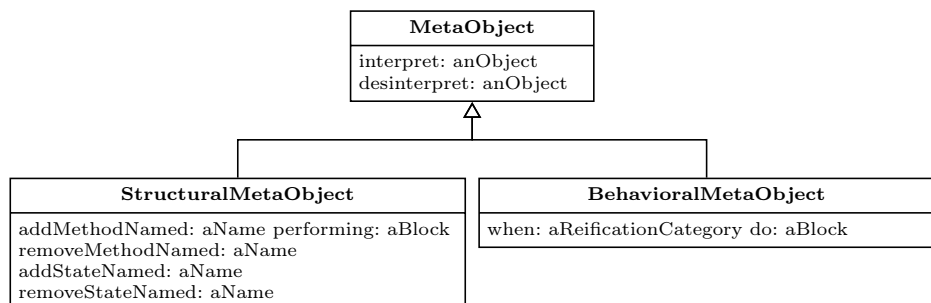 MetaObject
interpret: anObject
desinterpret: anObject
StructuralMetaObject
addMethodNamed: aName performing: aBlock
removeMethodNamed: aName
addStateNamed: aName
removeStateNamed: aName
BehavioralMetaObject
when: aReificationCategory do: aBlock